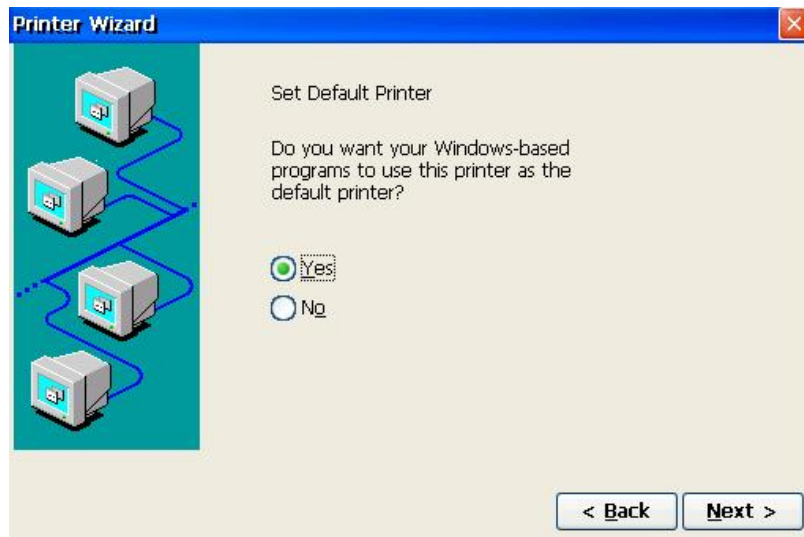 Printer Wizard
Set Default Printer
Do you want your Windows-based
programs to use this printer as the
default printer?
Yes
No
< Back
Next >